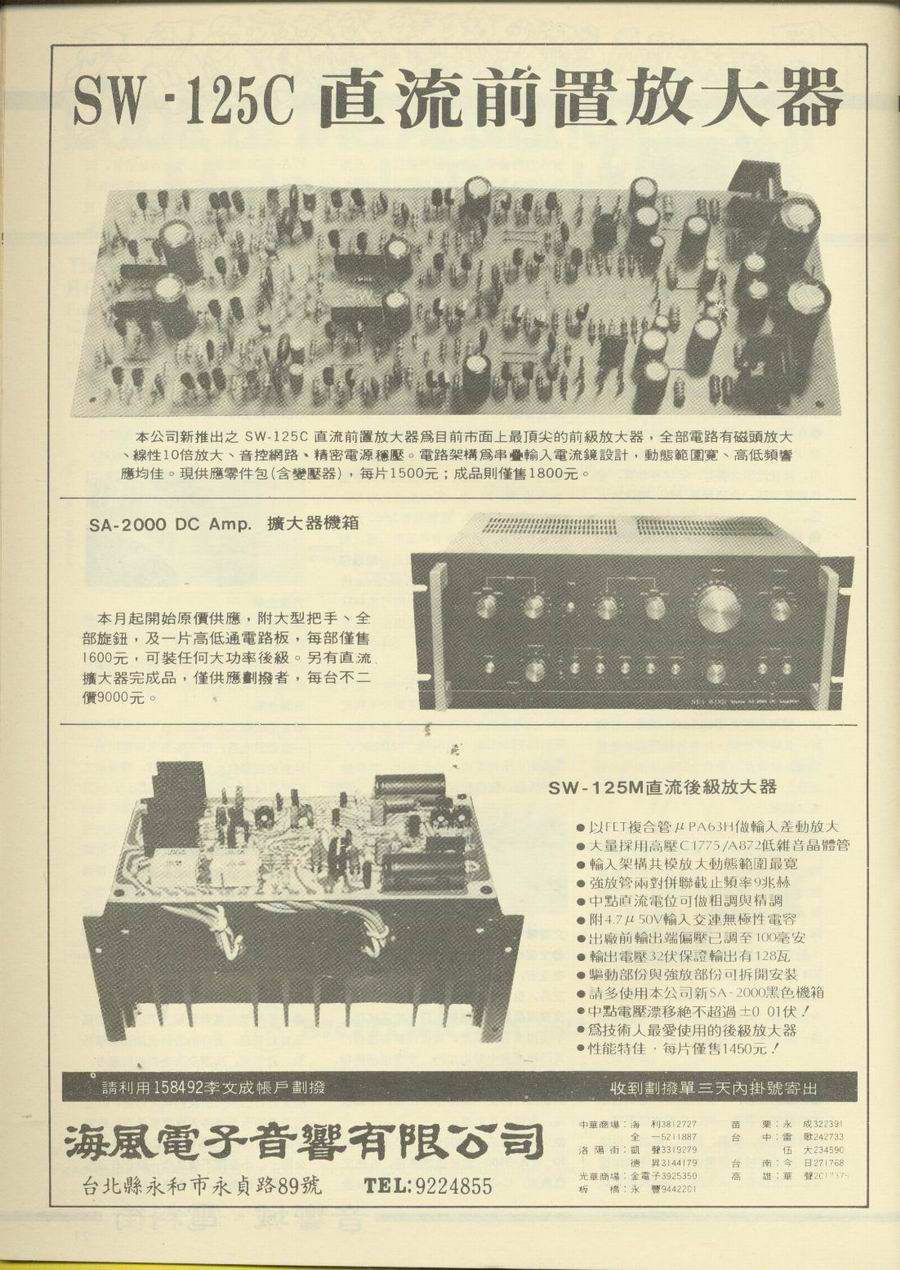 SW-125C 直流前置放大器
本公司新推出之 SW-125C 直流前置放大器爲目前市面上最頂尖的前級放大器，全部電路有磁頭放大
、線性10倍放大、音控網路、精密電源穩壓。電路架構爲串疊輸入電流鏡設計，動態範圍寬、高低頻響
應均佳。現供應零件包(含變壓器)，每片1500元；成品則僅售1800元。
SA-2000 DC Amp. 擴大器機箱
本月起開始原價供應，附大型把手、全
部旋鈕，及一片高低通電路板，每部僅售
1600元，可裝任何大功率後級。另有直流
擴大器完成品，僅供應劃撥者，每台不二
價9000元。
SW-125M直流後級放大器
●以FET複合管μPA63H做輸入差動放大
●大量採用高壓C1775/A872低雜音晶體管
●輸入架構共模放大動態範圍最寬
●強放管兩對併聯截止頻率9兆赫
●中點直流電位可做粗調與精調
●附4.7μ50V輸入交連無極性電容
●出廠前輸出端偏壓已調至100毫安
●輸出電壓32伏保證輸出有128瓦
●驅動部份與強放部份可拆開安裝
●請多使用本公司新SA-2000黑色機箱
●中點電壓漂移絕不超過±0.01伏！
●爲技術人最愛使用的後級放大器
●性能特佳．每片僅售1450元！
請利用158492李文成帳戶劃撥 收到劃撥單三天內掛號寄出
海風電子音響有限公司
台北縣永和市永貞路89號 TEL:9224855
中華商場：海 利3812727
全 一5211887
洛陽街：凱 聲3319279
德 昇3144179
光華商場：金電子3925350
板 橋：永 豐9442201
苗 栗：永 成322391
台 中：雷 歌242733
伍 大234590
台 南：今 日271768
高 雄：華 聲